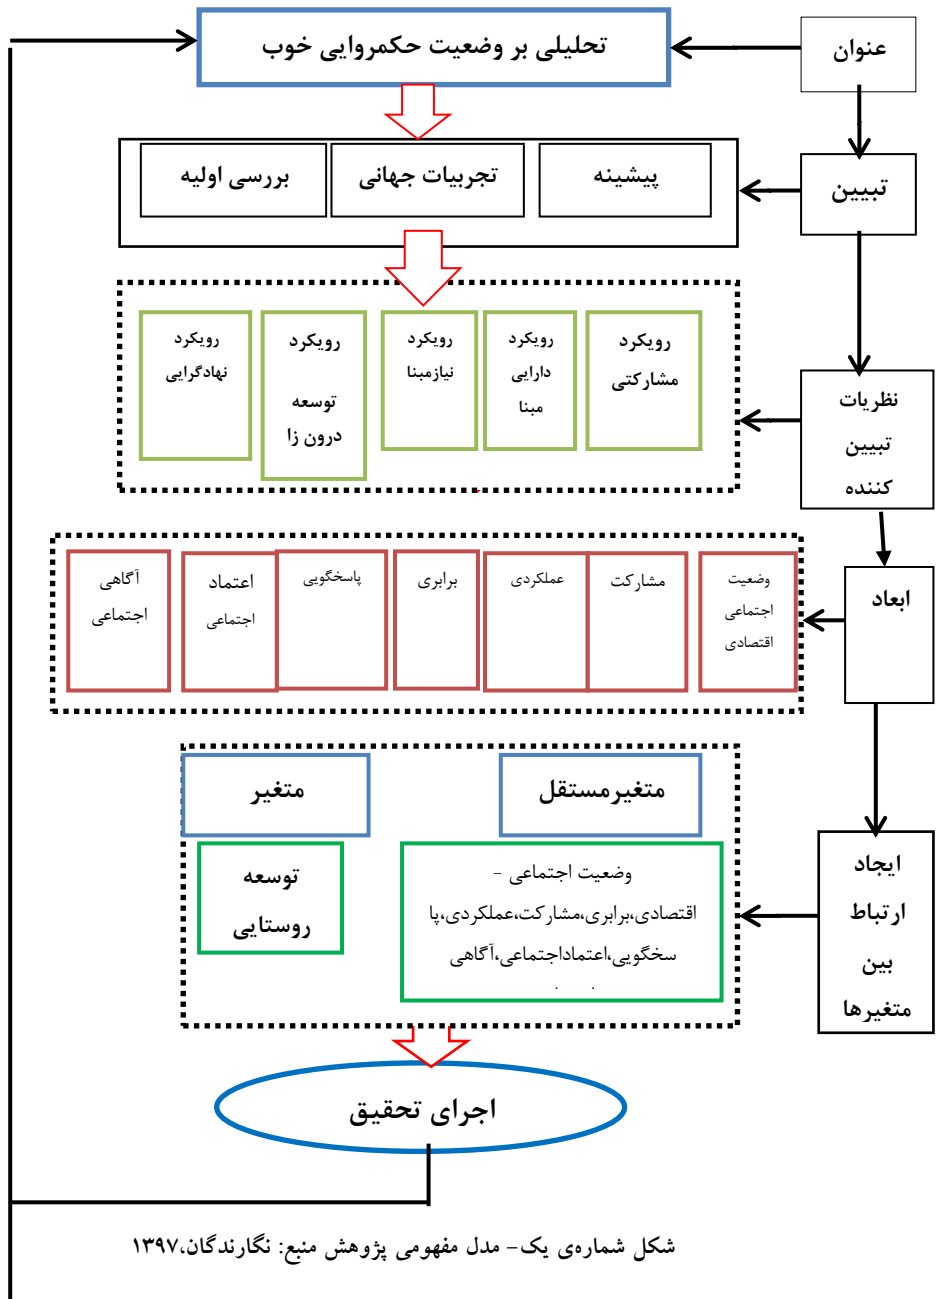 تحلیلی بر وضعیت حکمروایی خوب
عنوان
پیشینه
تجربیات جهانی
بررسی اولیه
تبیین
رویکرد
مشارکتی
رویکرد
دارایی
مبنا
رویکرد
نیازمبنا
رویکرد
توسعه
درون زا
رویکرد
نهادگرایی
نظریات
تبیین
کننده
وضعیت
اجتماعی
اقتصادی
مشارکت
عملکردی
برابری
پاسخگویی
اعتماد
اجتماعی
آگاهی
اجتماعی
ابعاد
متغیرمستقل
متغیر
وضعیت اجتماعی -
اقتصادی،برابری،مشارکت،عملکردی،پا
سخگویی،اعتماداجتماعی،آگاهی
توسعه
روستایی
ایجاد
ارتباط
بین
متغیرها
اجرای تحقیق
شکل شماره‌ی یک- مدل مفهومی پژوهش منبع: نگارندگان،۱۳۹۷